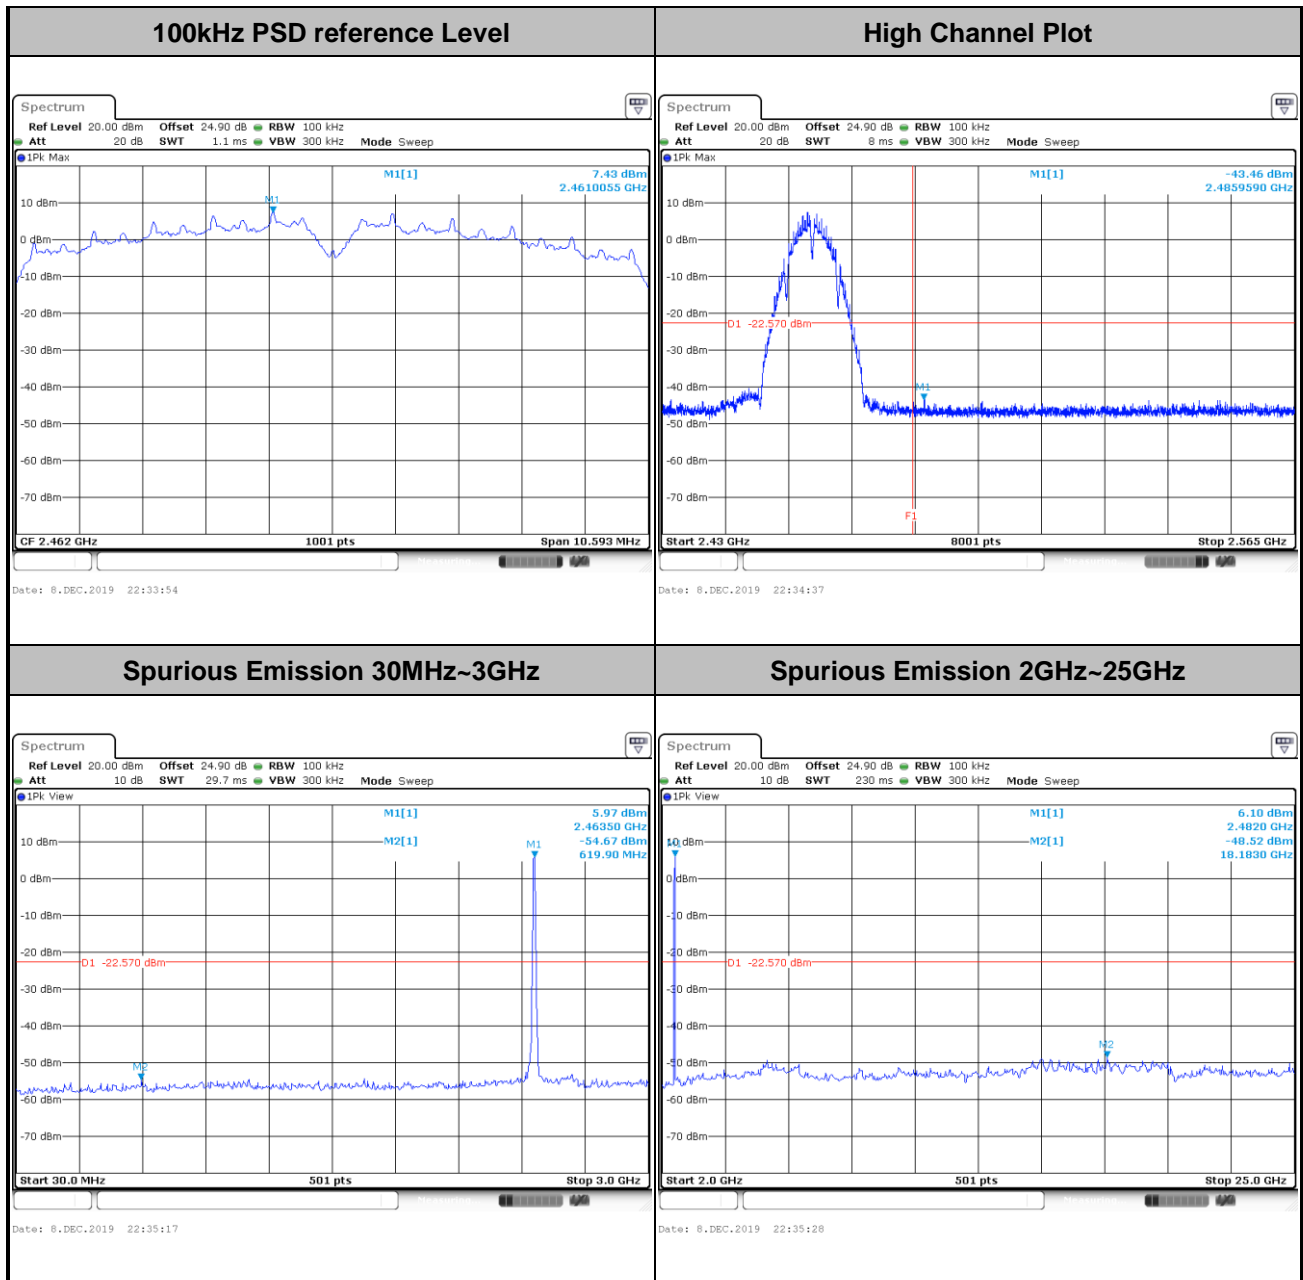 100kHz PSD reference Level
High Channel Plot
Spectrum
Ref Level 20.00 dBm Offset 24.90 dB RBW 100 kHz
Att 20 dB SWT 1.1 ms VBW 300 kHz Mode Sweep
1Pk Max
M1[1] 7.43 dBm
2.4610055 GHz
M1
10 dBm
0 dBm
-10 dBm
-20 dBm
-30 dBm
-40 dBm
-50 dBm
-60 dBm
-70 dBm
CF 2.462 GHz 1001 pts Span 10.593 MHz
Measuring...
Date: 8.DEC.2019 22:33:54
Spectrum
Ref Level 20.00 dBm Offset 24.90 dB RBW 100 kHz
Att 20 dB SWT 8 ms VBW 300 kHz Mode Sweep
1Pk Max
M1[1] -43.46 dBm
2.4859590 GHz
10 dBm
0 dBm
-10 dBm
-20 dBm
D1 -22.570 dBm
-30 dBm
-40 dBm
M1
-50 dBm
-60 dBm
-70 dBm
F1
Start 2.43 GHz 8001 pts Stop 2.565 GHz
Measuring...
Date: 8.DEC.2019 22:34:37
Spurious Emission 30MHz~3GHz
Spurious Emission 2GHz~25GHz
Spectrum
Ref Level 20.00 dBm Offset 24.90 dB RBW 100 kHz
Att 10 dB SWT 29.7 ms VBW 300 kHz Mode Sweep
1Pk View
M1[1] 5.97 dBm
2.46350 GHz
M2[1] -54.67 dBm
619.90 MHz
10 dBm
M1
0 dBm
-10 dBm
-20 dBm
D1 -22.570 dBm
-30 dBm
-40 dBm
-50 dBm
M2
-60 dBm
-70 dBm
Start 30.0 MHz 501 pts Stop 3.0 GHz
Measuring...
Date: 8.DEC.2019 22:35:17
Spectrum
Ref Level 20.00 dBm Offset 24.90 dB RBW 100 kHz
Att 10 dB SWT 230 ms VBW 300 kHz Mode Sweep
1Pk View
M1[1] 6.10 dBm
2.4820 GHz
M2[1] -48.52 dBm
18.1830 GHz
10 dBm
M1
0 dBm
-10 dBm
-20 dBm
D1 -22.570 dBm
-30 dBm
-40 dBm
M2
-50 dBm
-60 dBm
-70 dBm
Start 2.0 GHz 501 pts Stop 25.0 GHz
Measuring...
Date: 8.DEC.2019 22:35:28